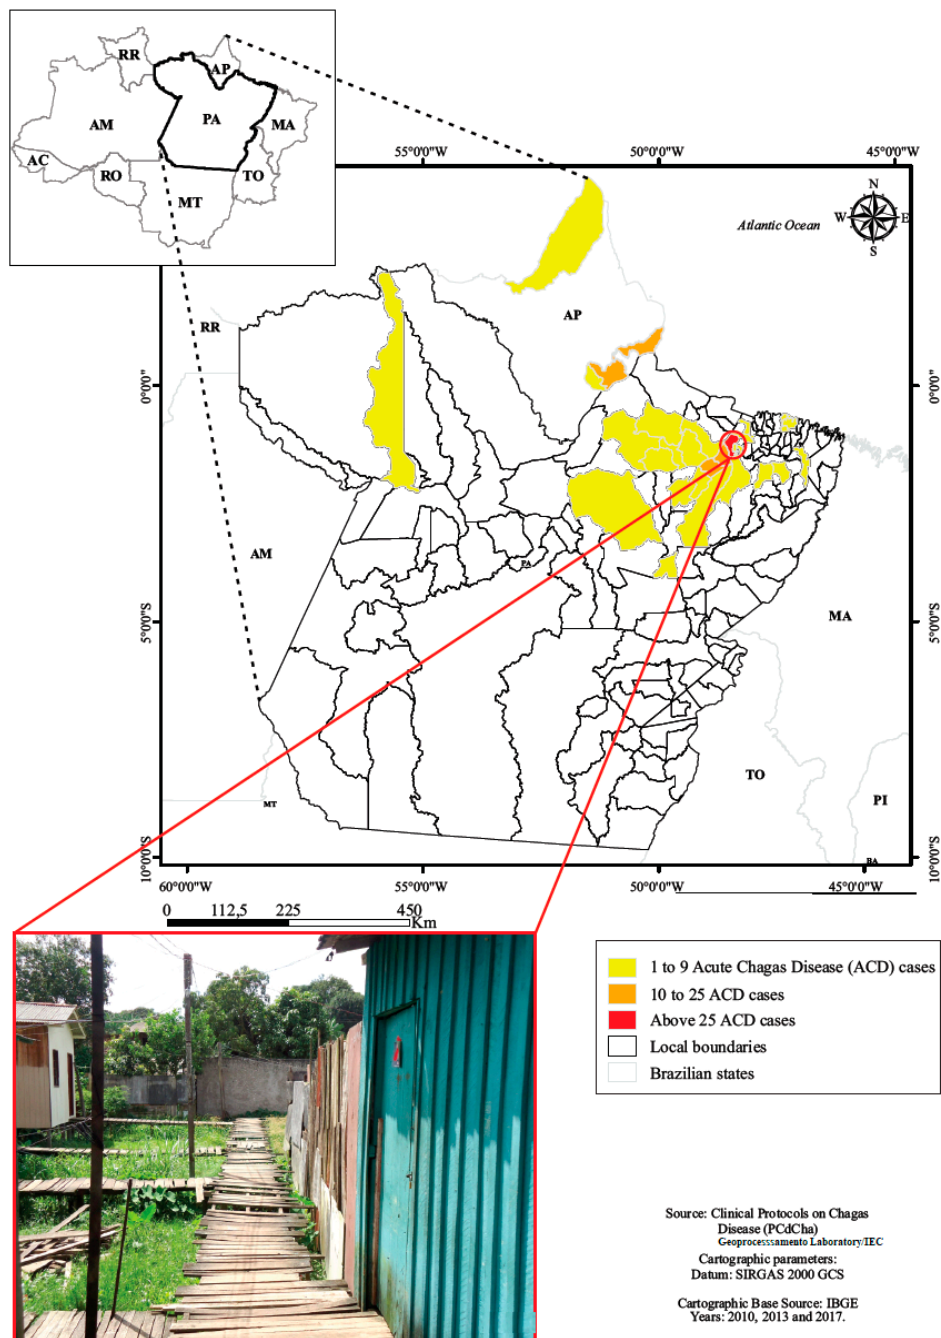 RR
AP
AM
PA
MA
AC
RO
TO
MT
55°0'0"W
50°0'0"W
45°0'0"W
N
W
E
S
Atlantic Ocean
AP
RR
0°0'0"
0°0'0"
AM
PA
MA
5°0'0"S
5°0'0"S
TO
MT
PI
BA
10°0'0"S
10°0'0"S
60°0'0"W
55°0'0"W
50°0'0"W
45°0'0"W
0 112,5 225 450
Km
1 to 9 Acute Chagas Disease (ACD) cases
10 to 25 ACD cases
Above 25 ACD cases
Local boundaries
Brazilian states
Source: Clinical Protocols on Chagas
Disease (PCdCha)
Geoprocesssamento Laboratory/IEC
Cartographic parameters:
Datum: SIRGAS 2000 GCS
Cartographic Base Source: IBGE
Years: 2010, 2013 and 2017.